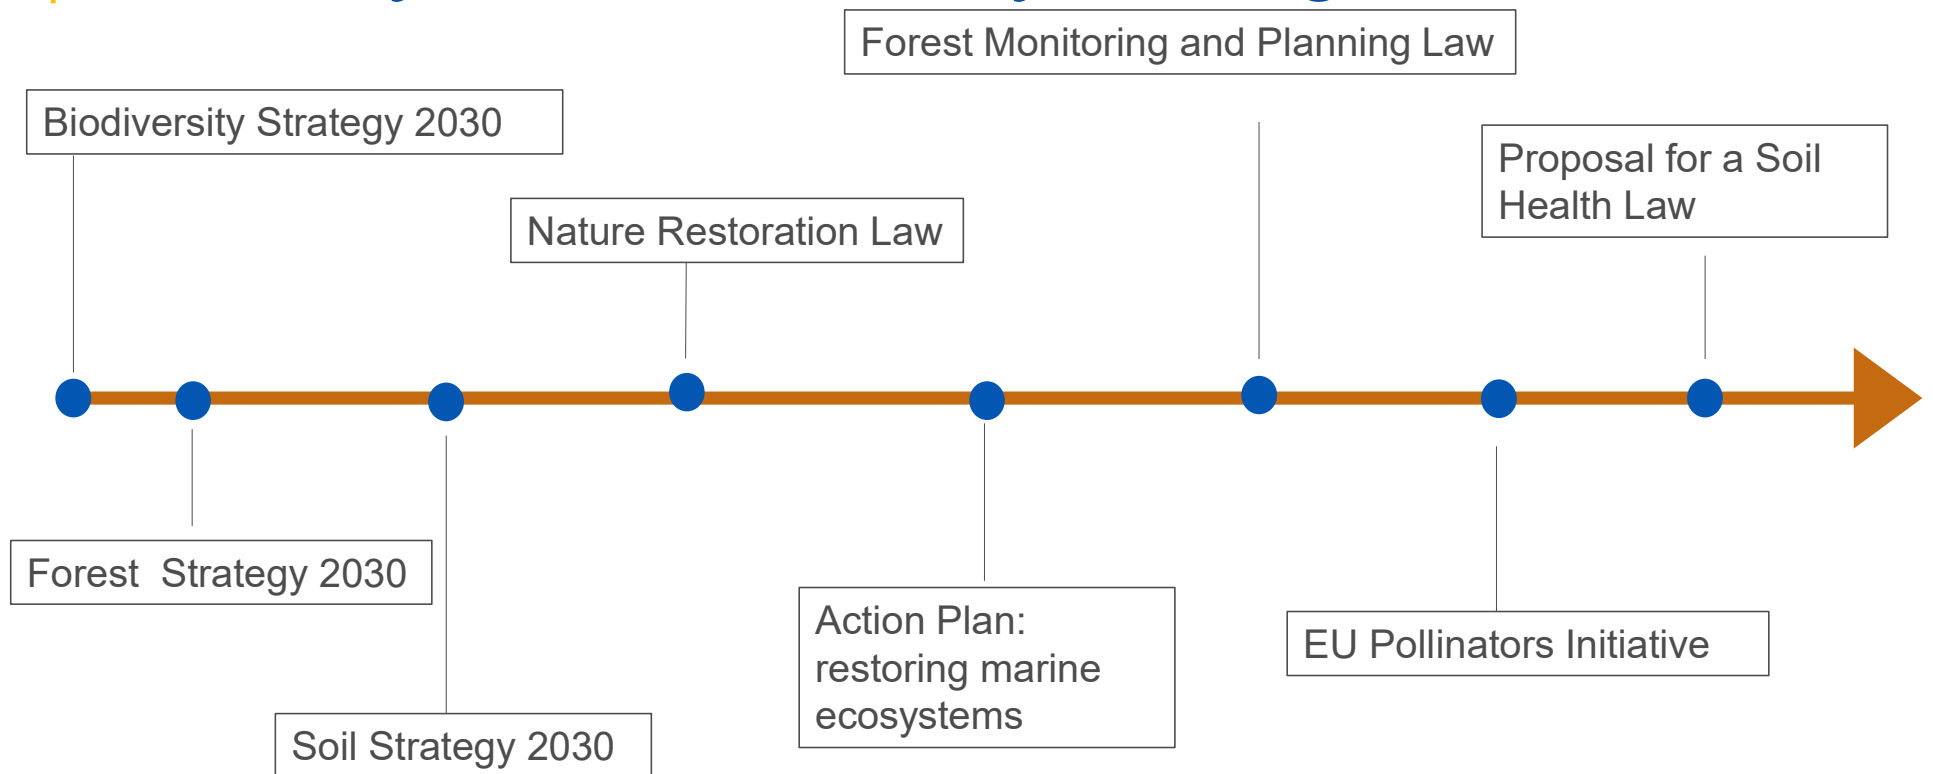 Forest Monitoring and Planning Law
Biodiversity Strategy 2030
Proposal for a Soil
Health Law
Nature Restoration Law
Forest  Strategy 2030
Action Plan:
restoring marine
ecosystems
EU Pollinators Initiative
Soil Strategy 2030